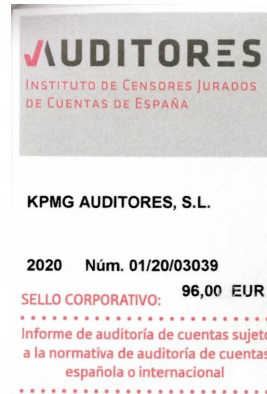 AUDITORES
INSTITUTO DE CENSORES JURADOS
DE CUENTAS DE ESPAÑA
KPMG AUDITORES, S.L.
2020 Núm. 01/20/03039
SELLO CORPORATIVO: 96,00 EUR
Informe de auditoría de cuentas sujeto
a la normativa de auditoría de cuentas
española o internacional